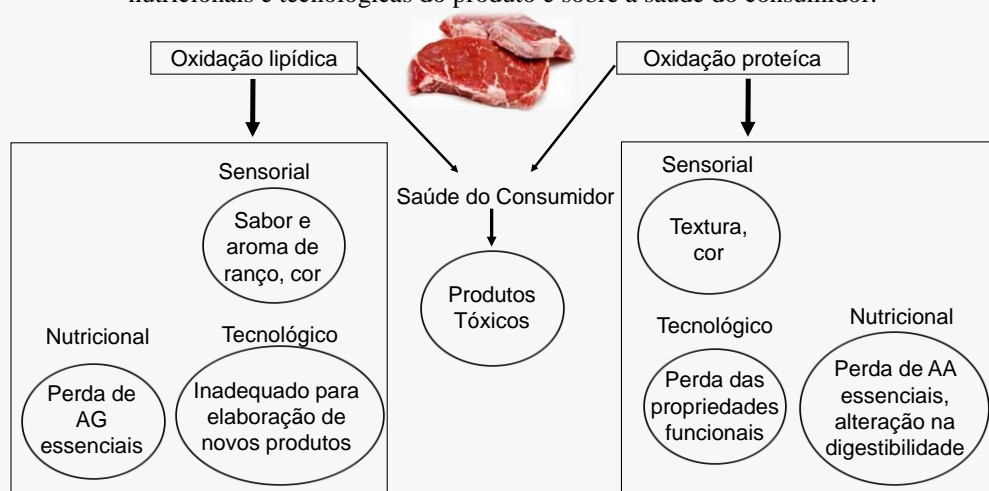 nutricionais e tecnológicas do produto e sobre a saúde do consumidor.
Oxidação lipídica
Oxidação proteíca
Sensorial
Sabor e
aroma de
ranço, cor
Nutricional
Perda de
AG
essenciais
Tecnológico
Inadequado para
elaboração de
novos produtos
Saúde do Consumidor
Produtos
Tóxicos
Sensorial
Textura,
cor
Tecnológico
Perda das
propriedades
funcionais
Nutricional
Perda de AA
essenciais,
alteração na
digestibilidade